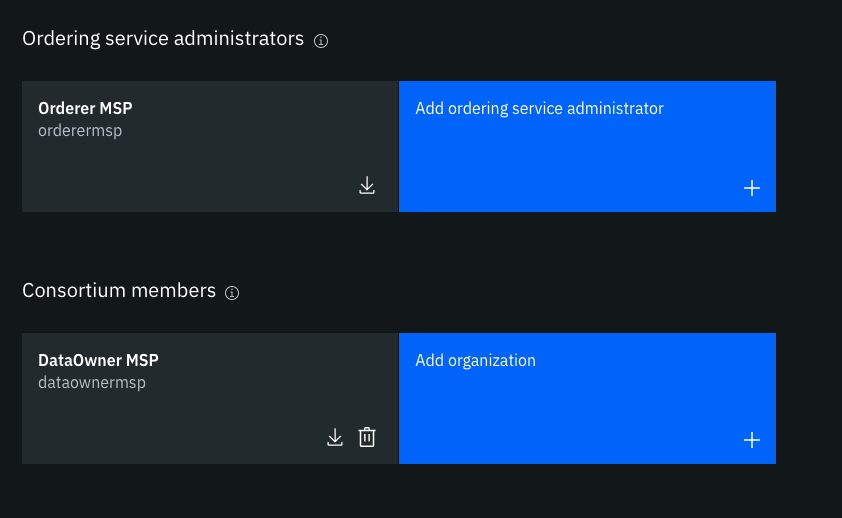 Ordering service administrators
Orderer MSP
orderermsp
Add ordering service administrator
Consortium members
DataOwner MSP
dataownermsp
Add organization